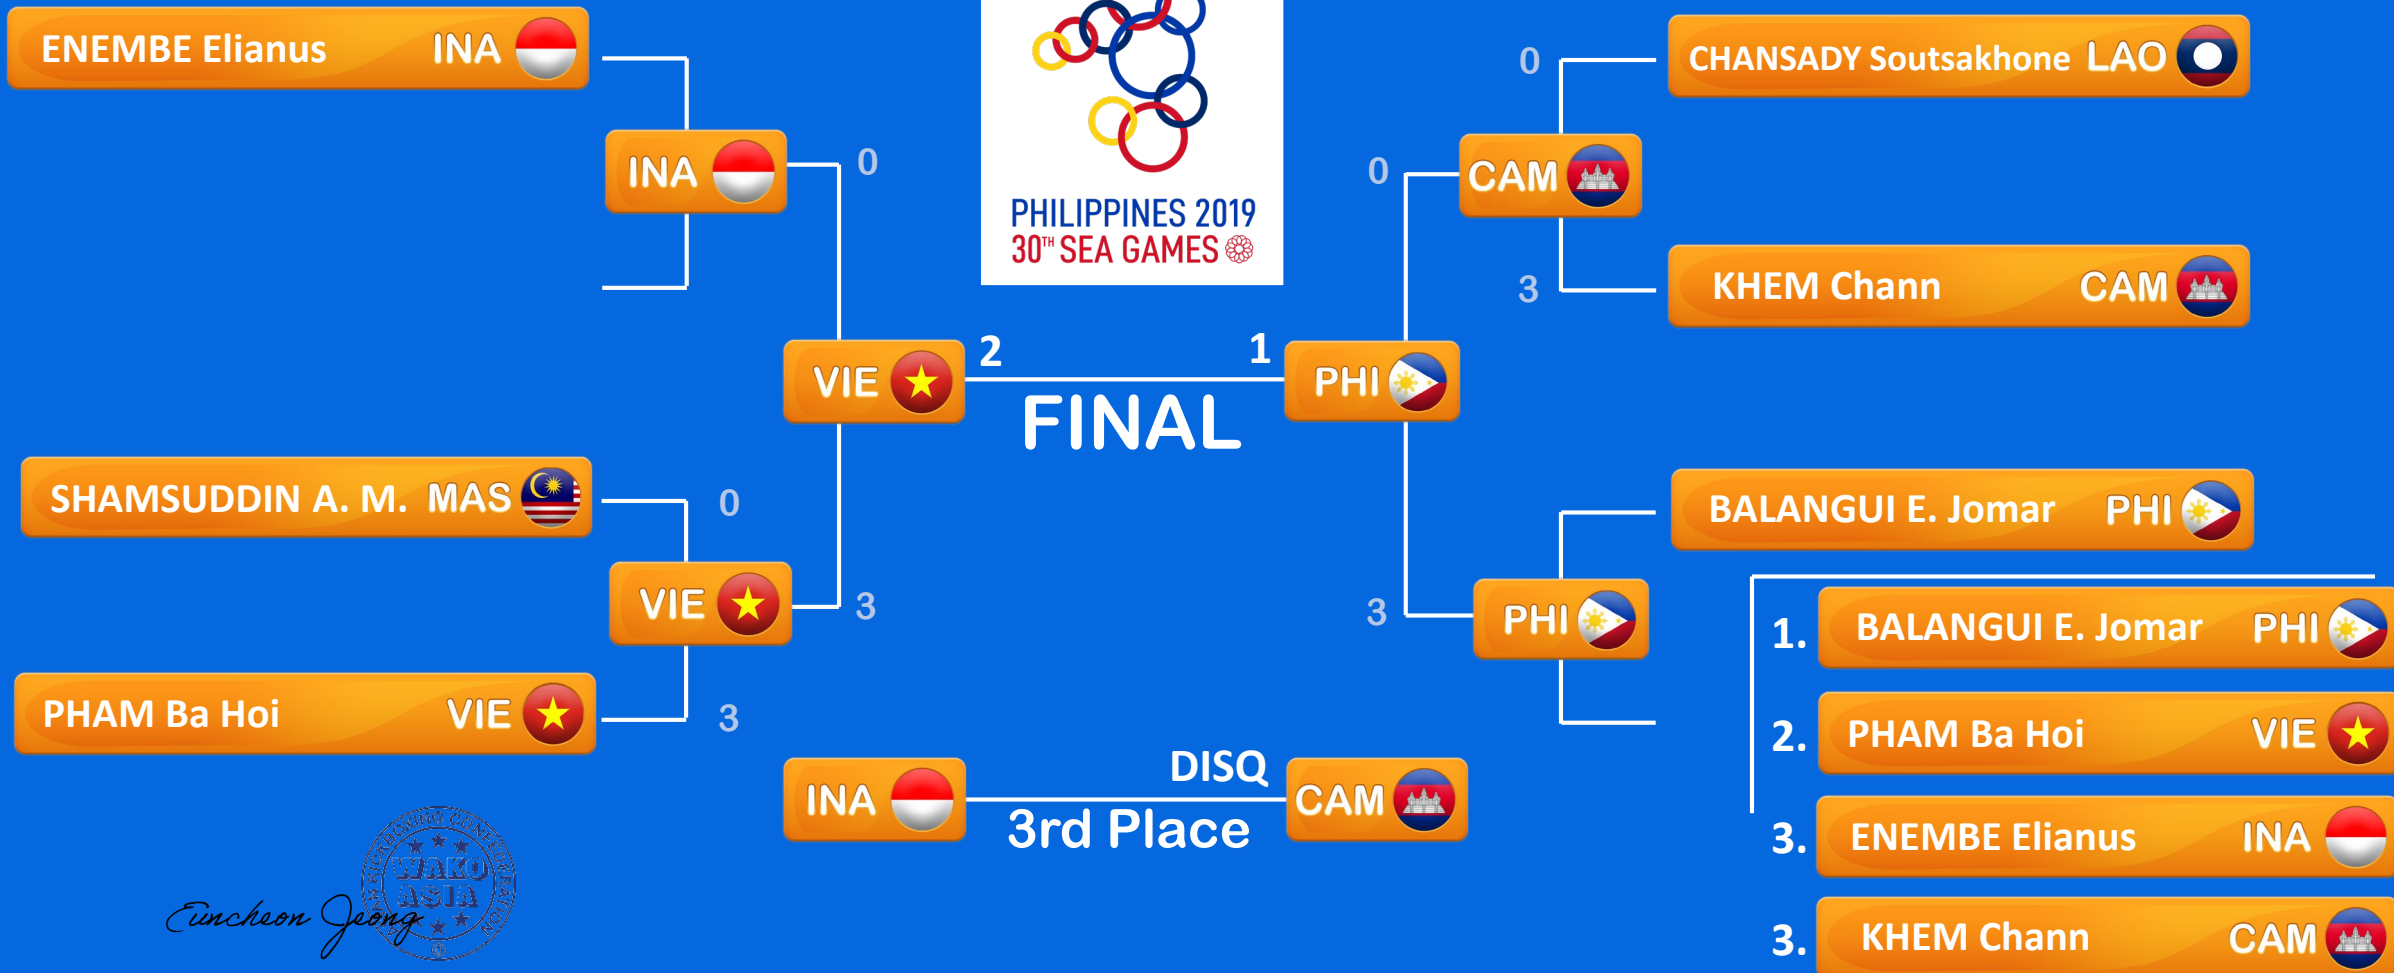 ENEMBE Elianus INA
INA
0
SHAMSUDDIN A. M. MAS
0
VIE
3
PHAM Ba Hoi VIE
3
VIE
2
PHILIPPINES 2019
30TH SEA GAMES
1
PHI
FINAL
0
CHANSADY Soutsakhone LAO
0
CAM
3
KHEM Chann CAM
BALANGUI E. Jomar PHI
3
PHI
INA
DISQ
CAM
3rd Place
1. BALANGUI E. Jomar PHI
2. PHAM Ba Hoi VIE
3. ENEMBE Elianus INA
3. KHEM Chann CAM
WAKO
ASIA
Euncheon Jeong